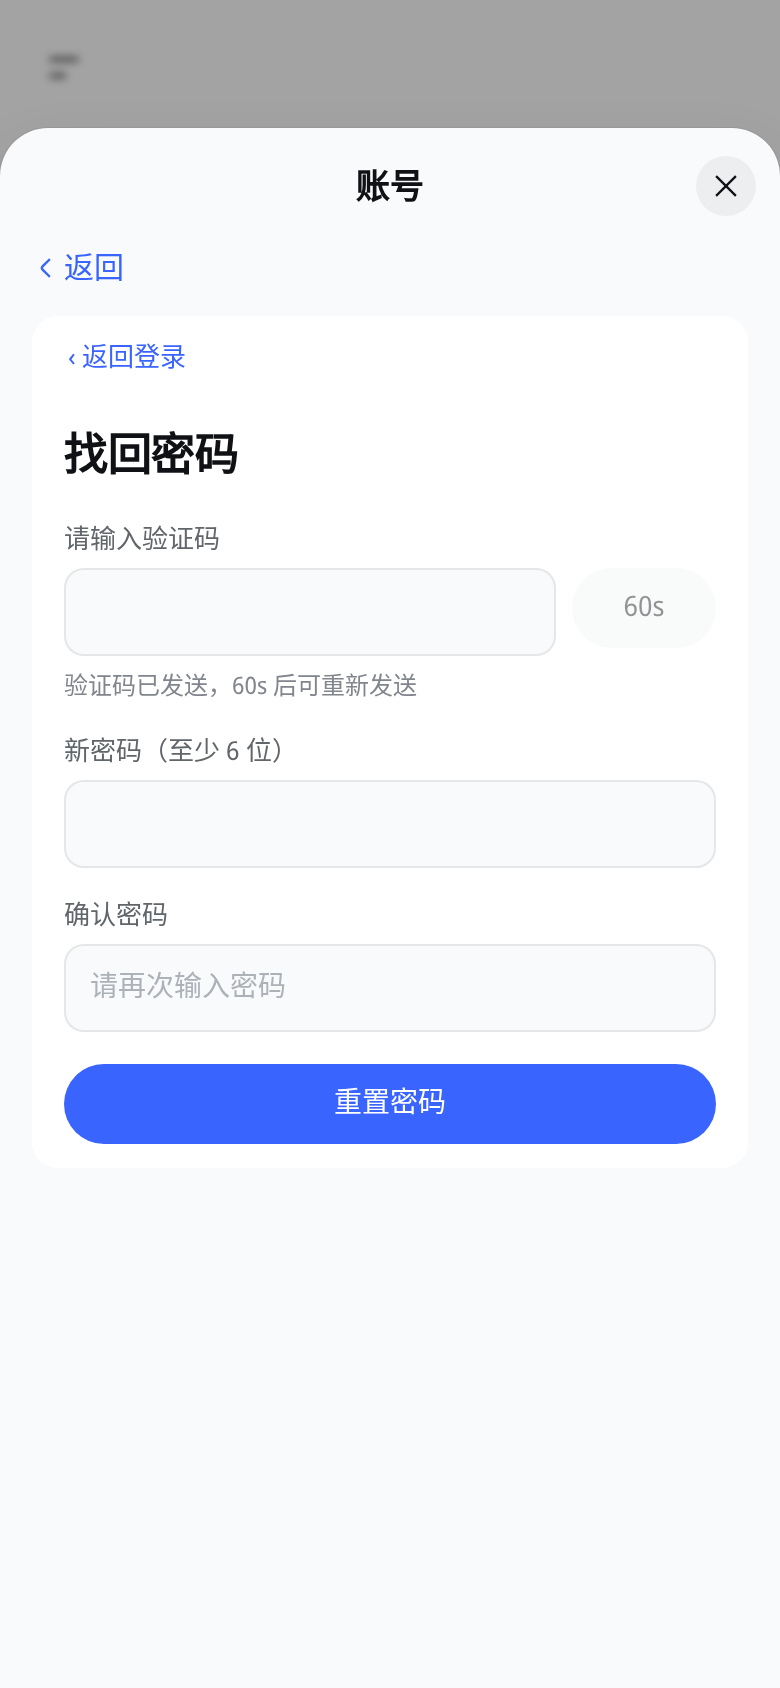 账号
返回
‹ 返回登录
找回密码
请输入验证码
60s
验证码已发送，60s 后可重新发送
新密码（至少 6 位）
确认密码
请再次输入密码
重置密码